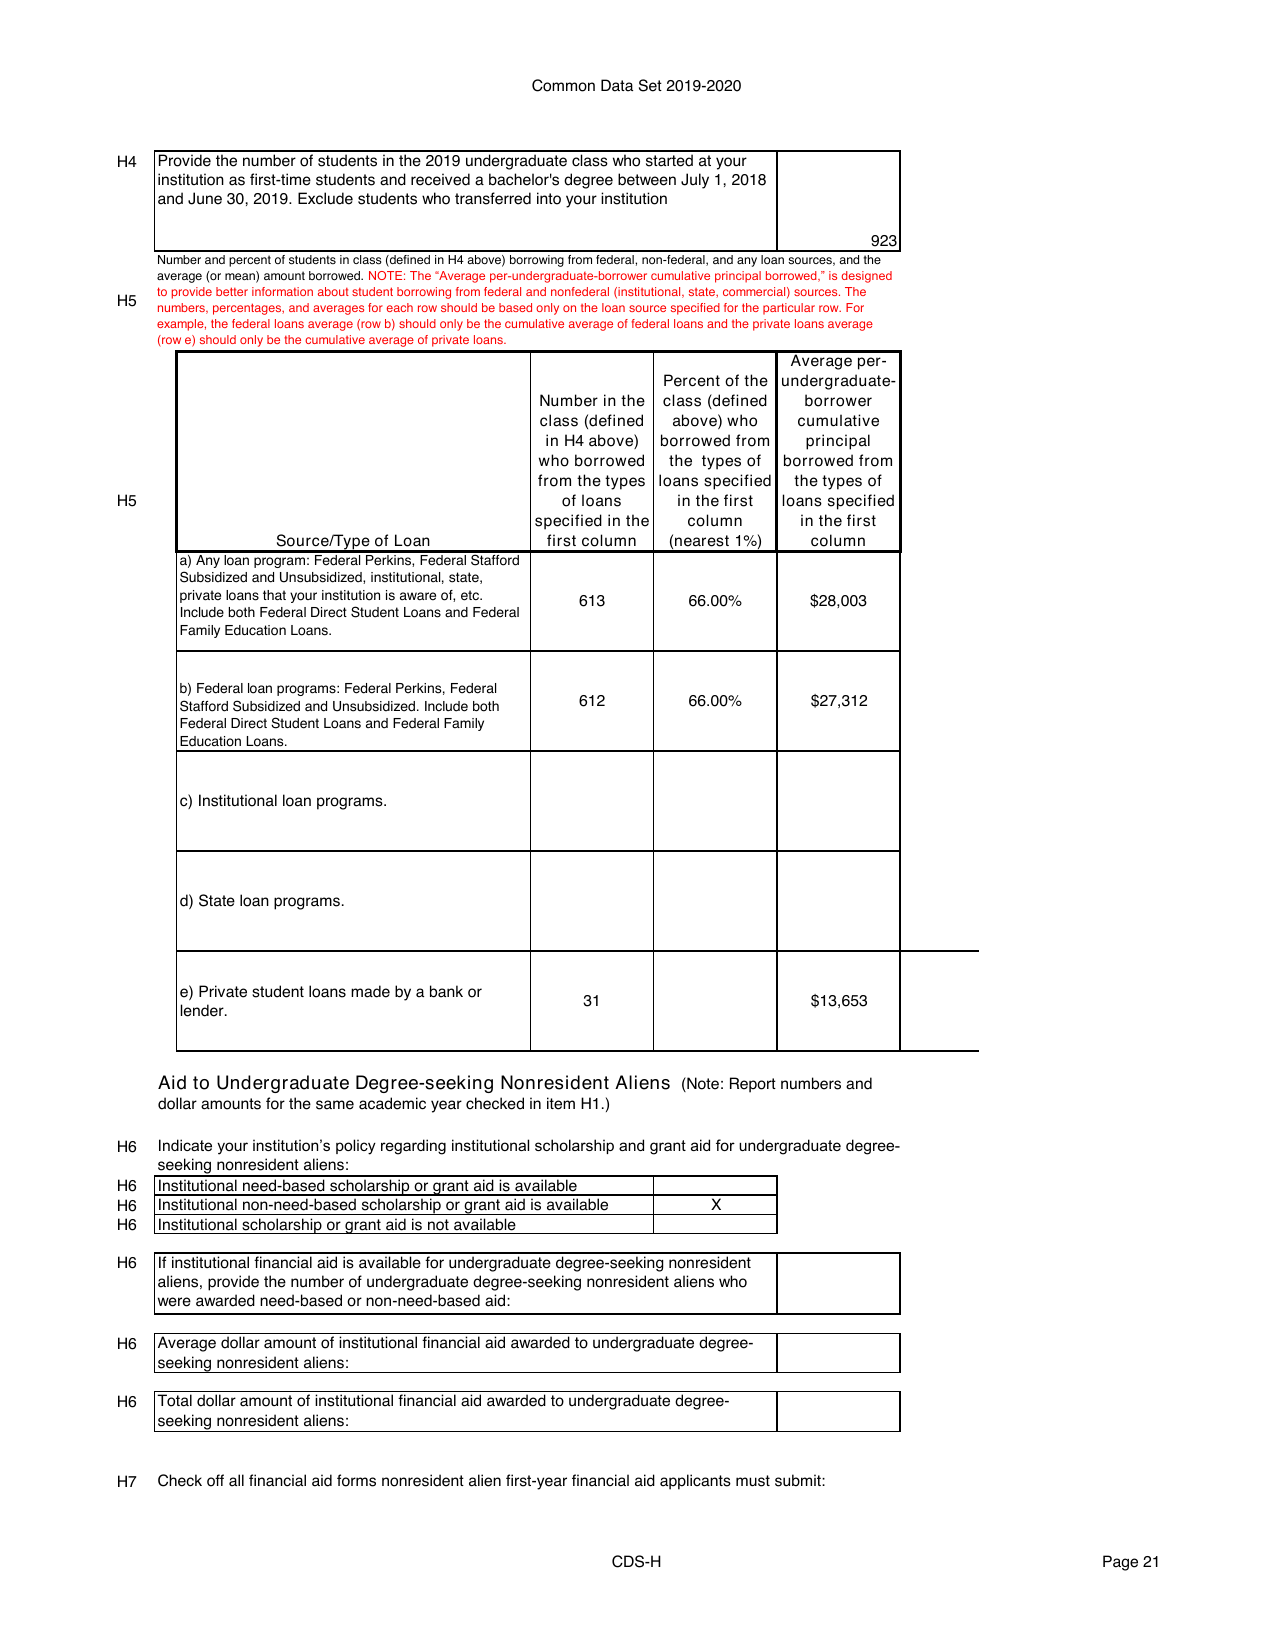 Common Data Set 2019-2020
H4
Provide the number of students in the 2019 undergraduate class who started at your
institution as first-time students and received a bachelor's degree between July 1, 2018
and June 30, 2019. Exclude students who transferred into your institution
923
H5
Number and percent of students in class (defined in H4 above) borrowing from federal, non-federal, and any loan sources, and the
average (or mean) amount borrowed. NOTE: The “Average per-undergraduate-borrower cumulative principal borrowed,” is designed
to provide better information about student borrowing from federal and nonfederal (institutional, state, commercial) sources. The
numbers, percentages, and averages for each row should be based only on the loan source specified for the particular row. For
example, the federal loans average (row b) should only be the cumulative average of federal loans and the private loans average
(row e) should only be the cumulative average of private loans.
H5
Source/Type of Loan
Number in the
class (defined
in H4 above)
who borrowed
from the types
of loans
specified in the
first column
Percent of the
class (defined
above) who
borrowed from
the types of
loans specified
in the first
column
(nearest 1%)
Average per-
undergraduate-
borrower
cumulative
principal
borrowed from
the types of
loans specified
in the first
column
a) Any loan program: Federal Perkins, Federal Stafford
Subsidized and Unsubsidized, institutional, state,
private loans that your institution is aware of, etc.
Include both Federal Direct Student Loans and Federal
Family Education Loans.
613
66.00%
$28,003
b) Federal loan programs: Federal Perkins, Federal
Stafford Subsidized and Unsubsidized. Include both
Federal Direct Student Loans and Federal Family
Education Loans.
612
66.00%
$27,312
c) Institutional loan programs.
d) State loan programs.
e) Private student loans made by a bank or
lender.
31
$13,653
Aid to Undergraduate Degree-seeking Nonresident Aliens (Note: Report numbers and
dollar amounts for the same academic year checked in item H1.)
H6
Indicate your institution’s policy regarding institutional scholarship and grant aid for undergraduate degree-
seeking nonresident aliens:
H6 Institutional need-based scholarship or grant aid is available
H6 Institutional non-need-based scholarship or grant aid is available X
H6 Institutional scholarship or grant aid is not available
H6
If institutional financial aid is available for undergraduate degree-seeking nonresident
aliens, provide the number of undergraduate degree-seeking nonresident aliens who
were awarded need-based or non-need-based aid:
H6
Average dollar amount of institutional financial aid awarded to undergraduate degree-
seeking nonresident aliens:
H6
Total dollar amount of institutional financial aid awarded to undergraduate degree-
seeking nonresident aliens:
H7 Check off all financial aid forms nonresident alien first-year financial aid applicants must submit:
CDS-H
Page 21